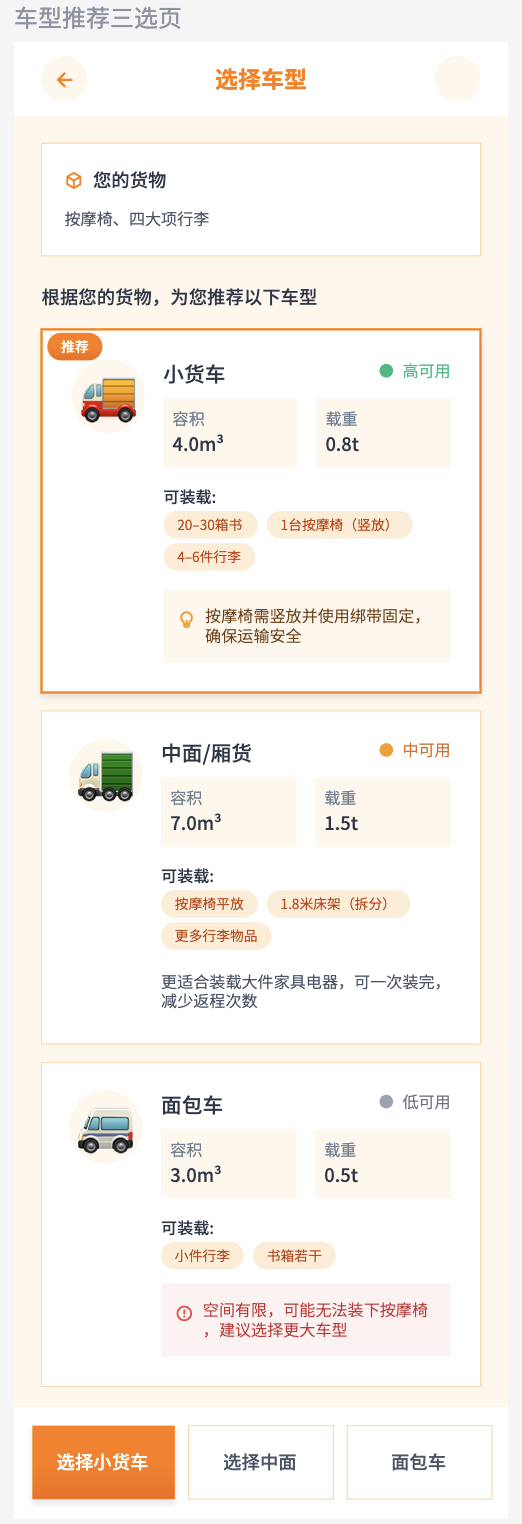 车型推荐三选页
选择车型
您的货物
按摩椅、四大项行李
根据您的货物，为您推荐以下车型
推荐
小货车
高可用
容积
载重
4.0m³
0.8t
可装载:
20–30箱书
1台按摩椅（竖放）
4–6件行李
按摩椅需竖放并使用绑带固定，
确保运输安全
中面/厢货
中可用
容积
载重
7.0m³
1.5t
可装载:
按摩椅平放
1.8米床架（拆分）
更多行李物品
更适合装载大件家具电器，可一次装完，
减少返程次数
面包车
低可用
容积
载重
3.0m³
0.5t
可装载:
小件行李
书箱若干
空间有限，可能无法装下按摩椅
，建议选择更大车型
选择小货车
选择中面
面包车